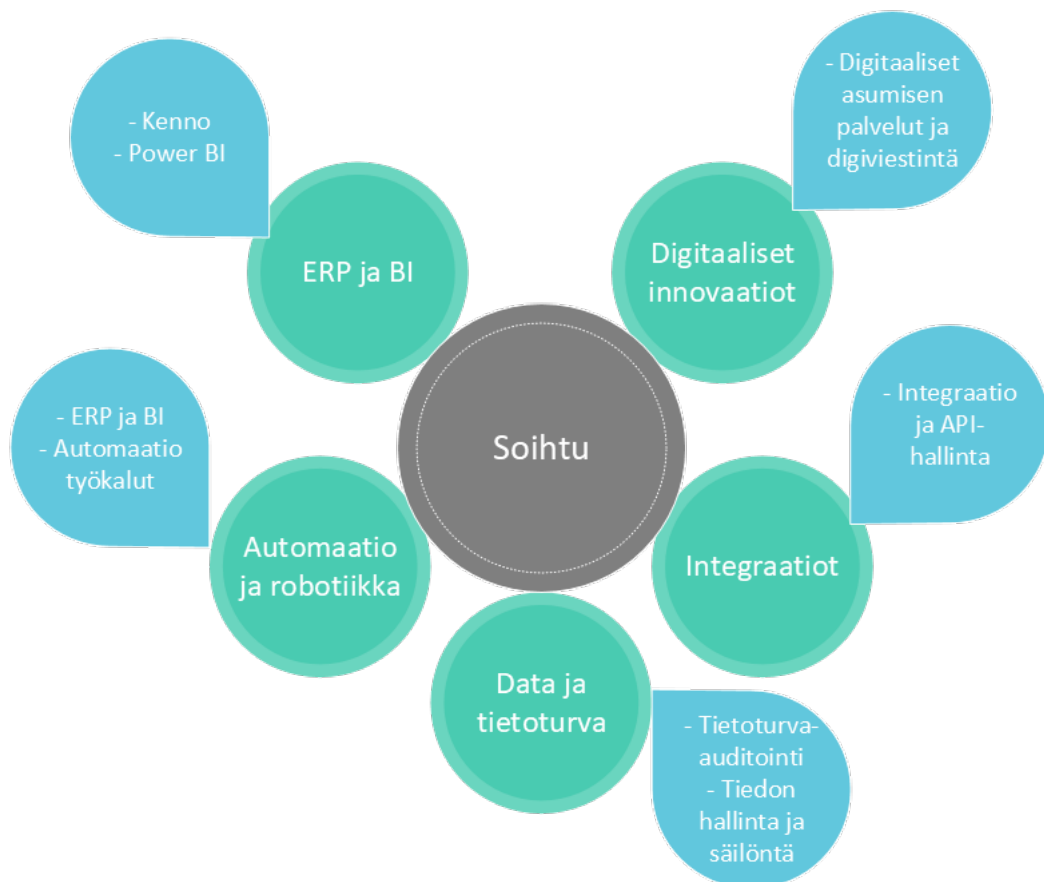 - Kenno
- Power BI
- Digitaaliset
asumisen
palvelut ja
digiviestintä
ERP ja BI
Digitaaliset
innovaatiot
- ERP ja BI
- Automaatio
työkalut
Soihtu
- Integraatio
ja API-
hallinta
Automaatio
ja robotiikka
Integraatiot
Data ja
tietoturva
- Tietoturva-
auditointi
- Tiedon
hallinta ja
säilöntä